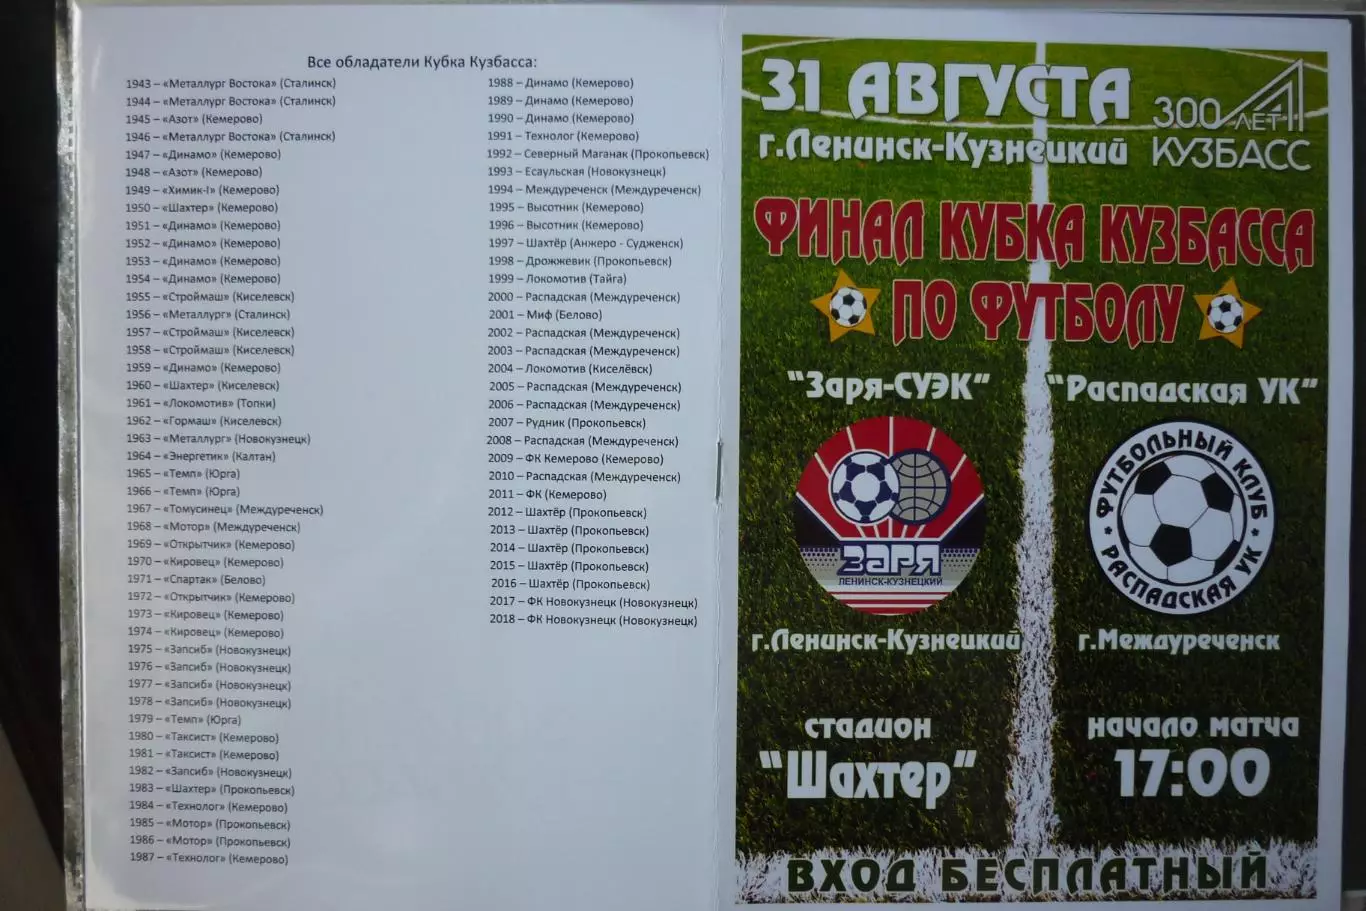 Все обладатели Кубка Кузбасса:
1943 – «Металлург Востока» (Сталинск)
1944 – «Металлург Востока» (Сталинск)
1945 – «Азот» (Кемерово)
1946 – «Металлург Востока» (Сталинск)
1947 – «Динамо» (Кемерово)
1948 – «Азот» (Кемерово)
1949 – «Химик-I» (Кемерово)
1950 – «Шахтер» (Кемерово)
1951 – «Динамо» (Кемерово)
1952 – «Динамо» (Кемерово)
1953 – «Динамо» (Кемерово)
1954 – «Динамо» (Кемерово)
1955 – «Строймаш» (Киселевск)
1956 – «Металлург» (Сталинск)
1957 – «Строймаш» (Киселевск)
1958 – «Строймаш» (Киселевск)
1959 – «Динамо» (Кемерово)
1960 – «Шахтер» (Киселевск)
1961 – «Локомотив» (Топки)
1962 – «Гормаш» (Киселевск)
1963 – «Металлург» (Новокузнецк)
1964 – «Энергетик» (Калтан)
1965 – «Темп» (Юрга)
1966 – «Темп» (Юрга)
1967 – «Томусинец» (Междуреченск)
1968 – «Мотор» (Междуреченск)
1969 – «Открытчик» (Кемерово)
1970 – «Кировец» (Кемерово)
1971 – «Спартак» (Белово)
1972 – «Открытчик» (Кемерово)
1973 – «Кировец» (Кемерово)
1974 – «Кировец» (Кемерово)
1975 – «Запсиб» (Новокузнецк)
1976 – «Запсиб» (Новокузнецк)
1977 – «Запсиб» (Новокузнецк)
1978 – «Запсиб» (Новокузнецк)
1979 – «Темп» (Юрга)
1980 – «Таксист» (Кемерово)
1981 – «Таксист» (Кемерово)
1982 – «Запсиб» (Новокузнецк)
1983 – «Шахтер» (Прокопьевск)
1984 – «Технолог» (Кемерово)
1985 – «Мотор» (Прокопьевск)
1986 – «Мотор» (Прокопьевск)
1987 – «Технолог» (Кемерово)
1988 – Динамо (Кемерово)
1989 – Динамо (Кемерово)
1990 – Динамо (Кемерово)
1991 – Технолог (Кемерово)
1992 – Северный Маганак (Прокопьевск)
1993 – Есаульская (Новокузнецк)
1994 – Междуреченск (Междуреченск)
1995 – Высотник (Кемерово)
1996 – Высотник (Кемерово)
1997 – Шахтёр (Анжеро - Судженск)
1998 – Дрожжевик (Прокопьевск)
1999 – Локомотив (Тайга)
2000 – Распадская (Междуреченск)
2001 – Миф (Белово)
2002 – Распадская (Междуреченск)
2003 – Распадская (Междуреченск)
2004 – Локомотив (Киселёвск)
2005 – Распадская (Междуреченск)
2006 – Распадская (Междуреченск)
2007 – Рудник (Прокопьевск)
2008 – Распадская (Междуреченск)
2009 – ФК Кемерово (Кемерово)
2010 – Распадская (Междуреченск)
2011 – ФК (Кемерово)
2012 – Шахтёр (Прокопьевск)
2013 – Шахтёр (Прокопьевск)
2014 – Шахтёр (Прокопьевск)
2015 – Шахтёр (Прокопьевск)
2016 – Шахтёр (Прокопьевск)
2017 – ФК Новокузнецк (Новокузнецк)
2018 – ФК Новокузнецк (Новокузнецк)
31 АВГУСТА
г.Ленинск-Кузнецкий
300 ЛЕТ
КУЗБАСС
ФИНАЛ КУБКА КУЗБАССА
ПО ФУТБОЛУ
"Заря-СУЭК" "Распадская УК"
ЗАРЯ
ЛЕНИНСК-КУЗНЕЦКИЙ
ФУТБОЛЬНЫЙ КЛУБ
РАСПАДСКАЯ УК
г.Ленинск-Кузнецкий г.Междуреченск
стадион
"Шахтер"
начало матча
17:00
ВХОД БЕСПЛАТНЫЙ